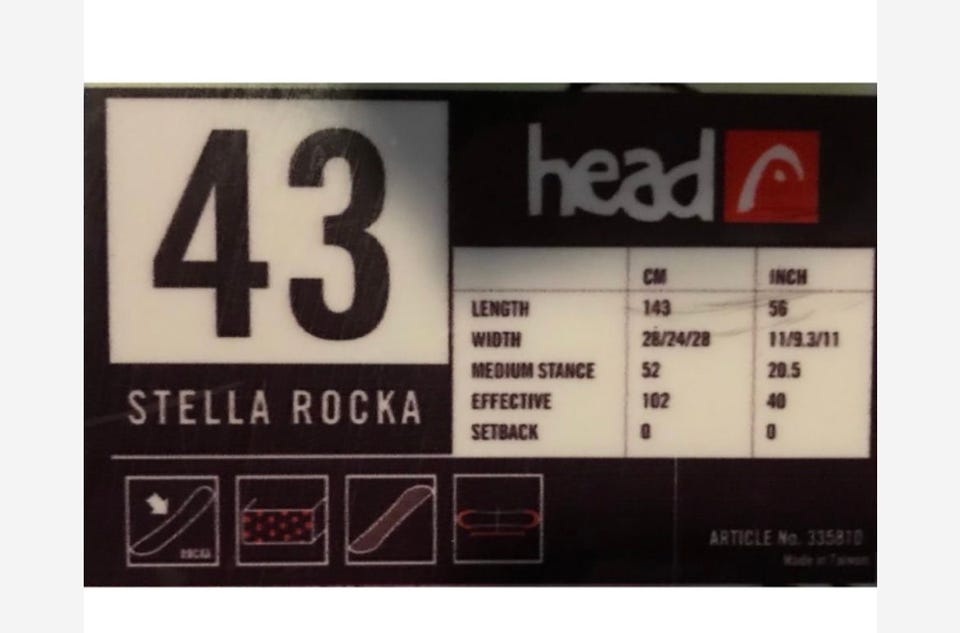 43
head
STELLA ROCKA
CM INCH
LENGTH 143 56
WIDTH 28/24/28 11/9.3/11
MEDIUM STANCE 52 20.5
EFFECTIVE 102 40
SETBACK 0 0
ROCKA
ARTICLE No. 335810
Made in Taiwan